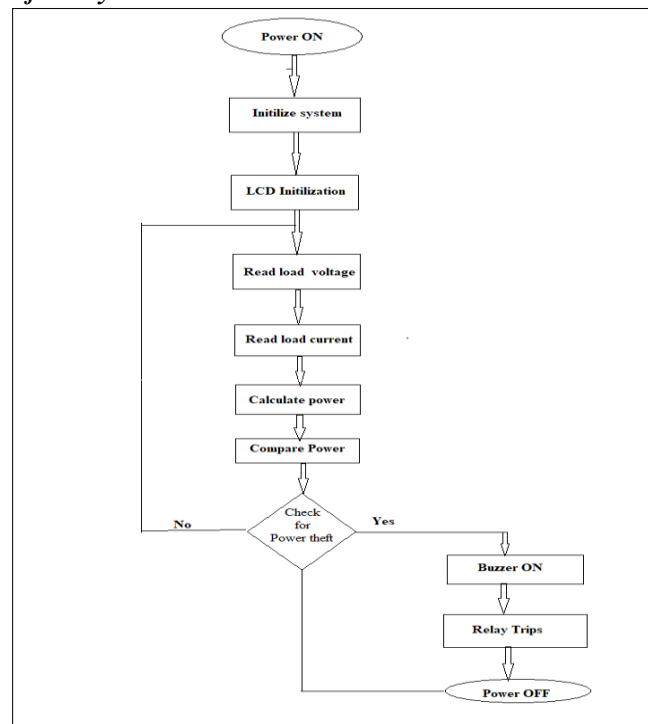 Power ON
Initilize system
LCD Initilization
Read load voltage
Read load current
Calculate power
Compare Power
Check
for
Power theft
No
Yes
Buzzer ON
Relay Trips
Power OFF